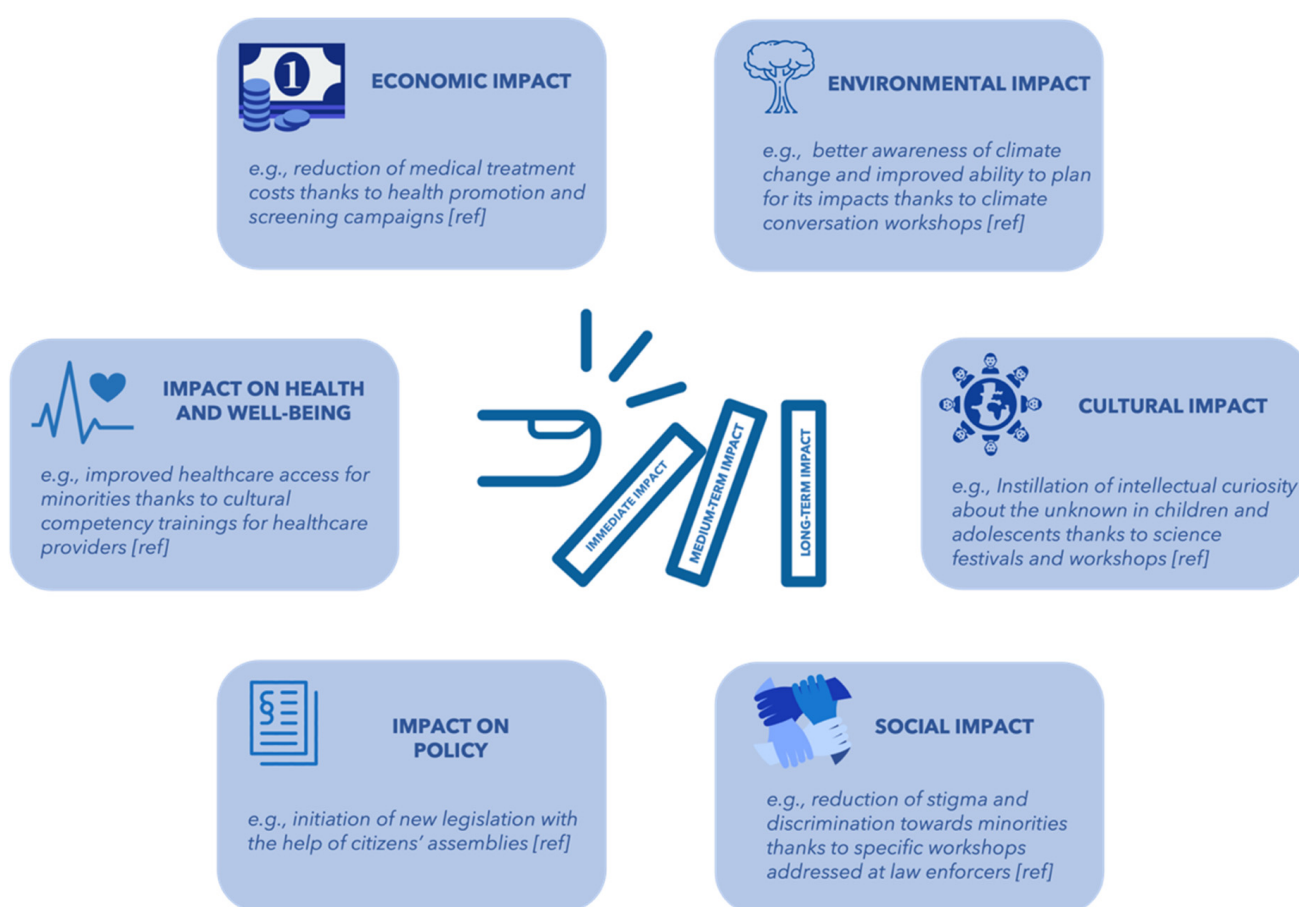 1
ECONOMIC IMPACT
e.g., reduction of medical treatment
costs thanks to health promotion and
screening campaigns [ref]
ENVIRONMENTAL IMPACT
e.g., better awareness of climate
change and improved ability to plan
for its impacts thanks to climate
conversation workshops [ref]
IMPACT ON HEALTH
AND WELL-BEING
e.g., improved healthcare access for
minorities thanks to cultural
competency trainings for healthcare
providers [ref]
IMMEDIATE IMPACT
MEDIUM-TERM IMPACT
LONG-TERM IMPACT
CULTURAL IMPACT
e.g., Instillation of intellectual curiosity
about the unknown in children and
adolescents thanks to science
festivals and workshops [ref]
§
IMPACT ON
POLICY
e.g., initiation of new legislation with
the help of citizens’ assemblies [ref]
SOCIAL IMPACT
e.g., reduction of stigma and
discrimination towards minorities
thanks to specific workshops
addressed at law enforcers [ref]